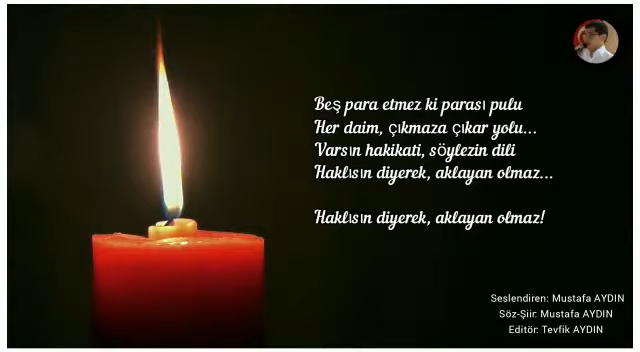 Beş para etmez ki parası pulu
Her daim, çıkmaza çıkar yolu...
Varsın hakikati, söylezin dili
Haklısın diyerek, aklayan olmaz...
Haklısın diyerek, aklayan olmaz!
Seslendiren: Mustafa AYDIN
Söz-Şiir: Mustafa AYDIN
Editör: Tevfik AYDIN